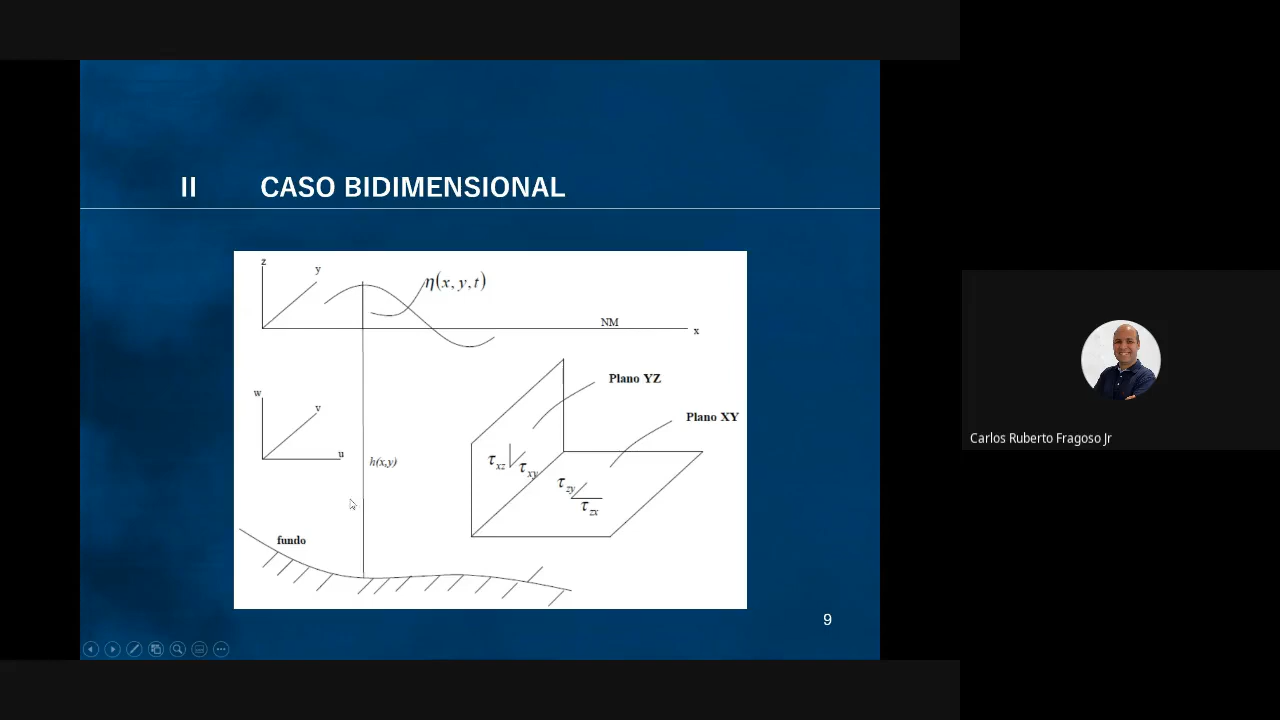 II CASO BIDIMENSIONAL
z
y
η(x, y, t)
NM
x
Plano YZ
w
v
Plano XY
u
h(x,y)
τxz
τxy
τzy
τzx
fundo
9
Carlos Ruberto Fragoso Jr